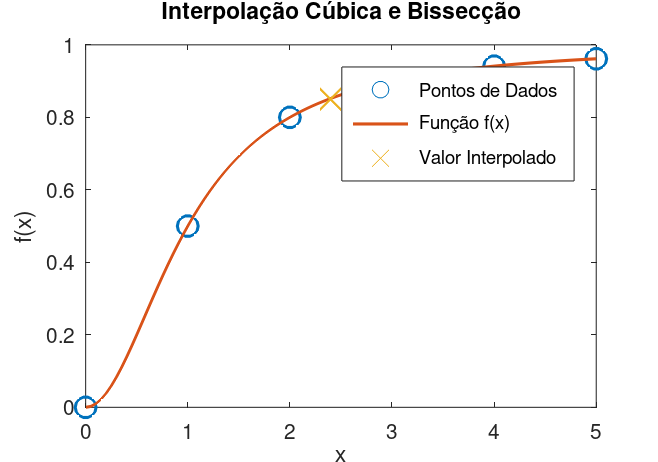 Interpolação Cúbica e Bissecção
1
0.8
0.6
0.4
0.2
0
f(x)
Pontos de Dados
Função f(x)
Valor Interpolado
0 1 2 3 4 5
x